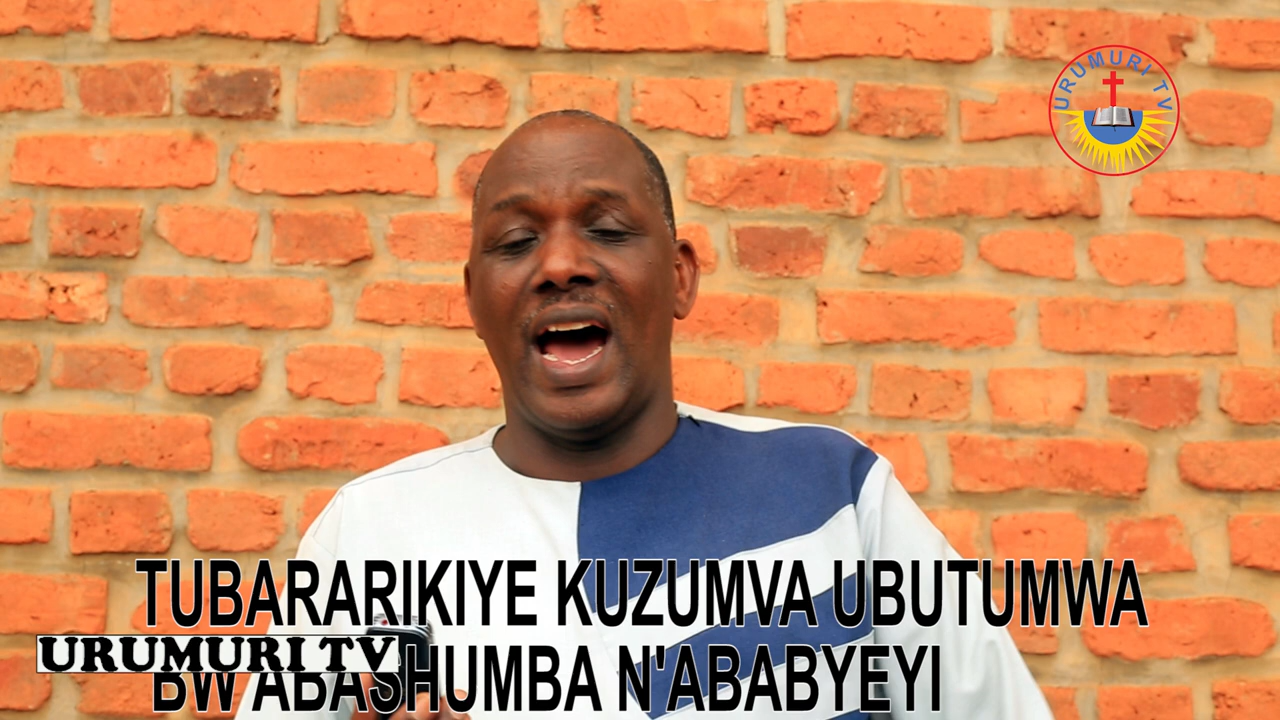 URUMURI TV
TUBARARIKIYE KUZUMVA UBUTUMWA
URUMURI TV
BW ABASHUMBA N'ABABYEYI